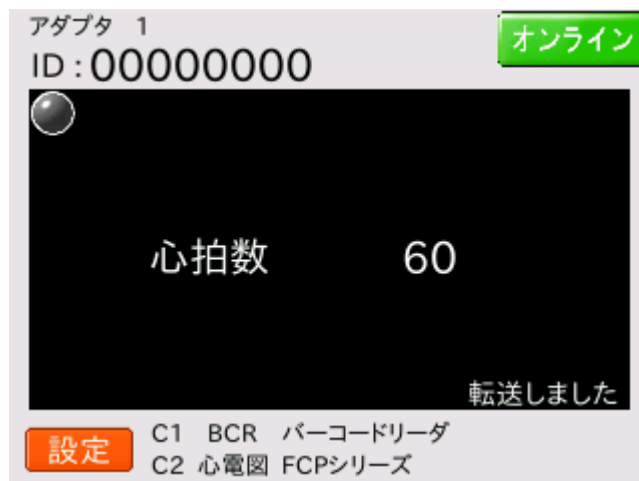 アダプタ 1
オンライン
ID : 00000000
心拍数 60
転送しました
設定
C1 BCR バーコードリーダ
C2 心電図 FCPシリーズ